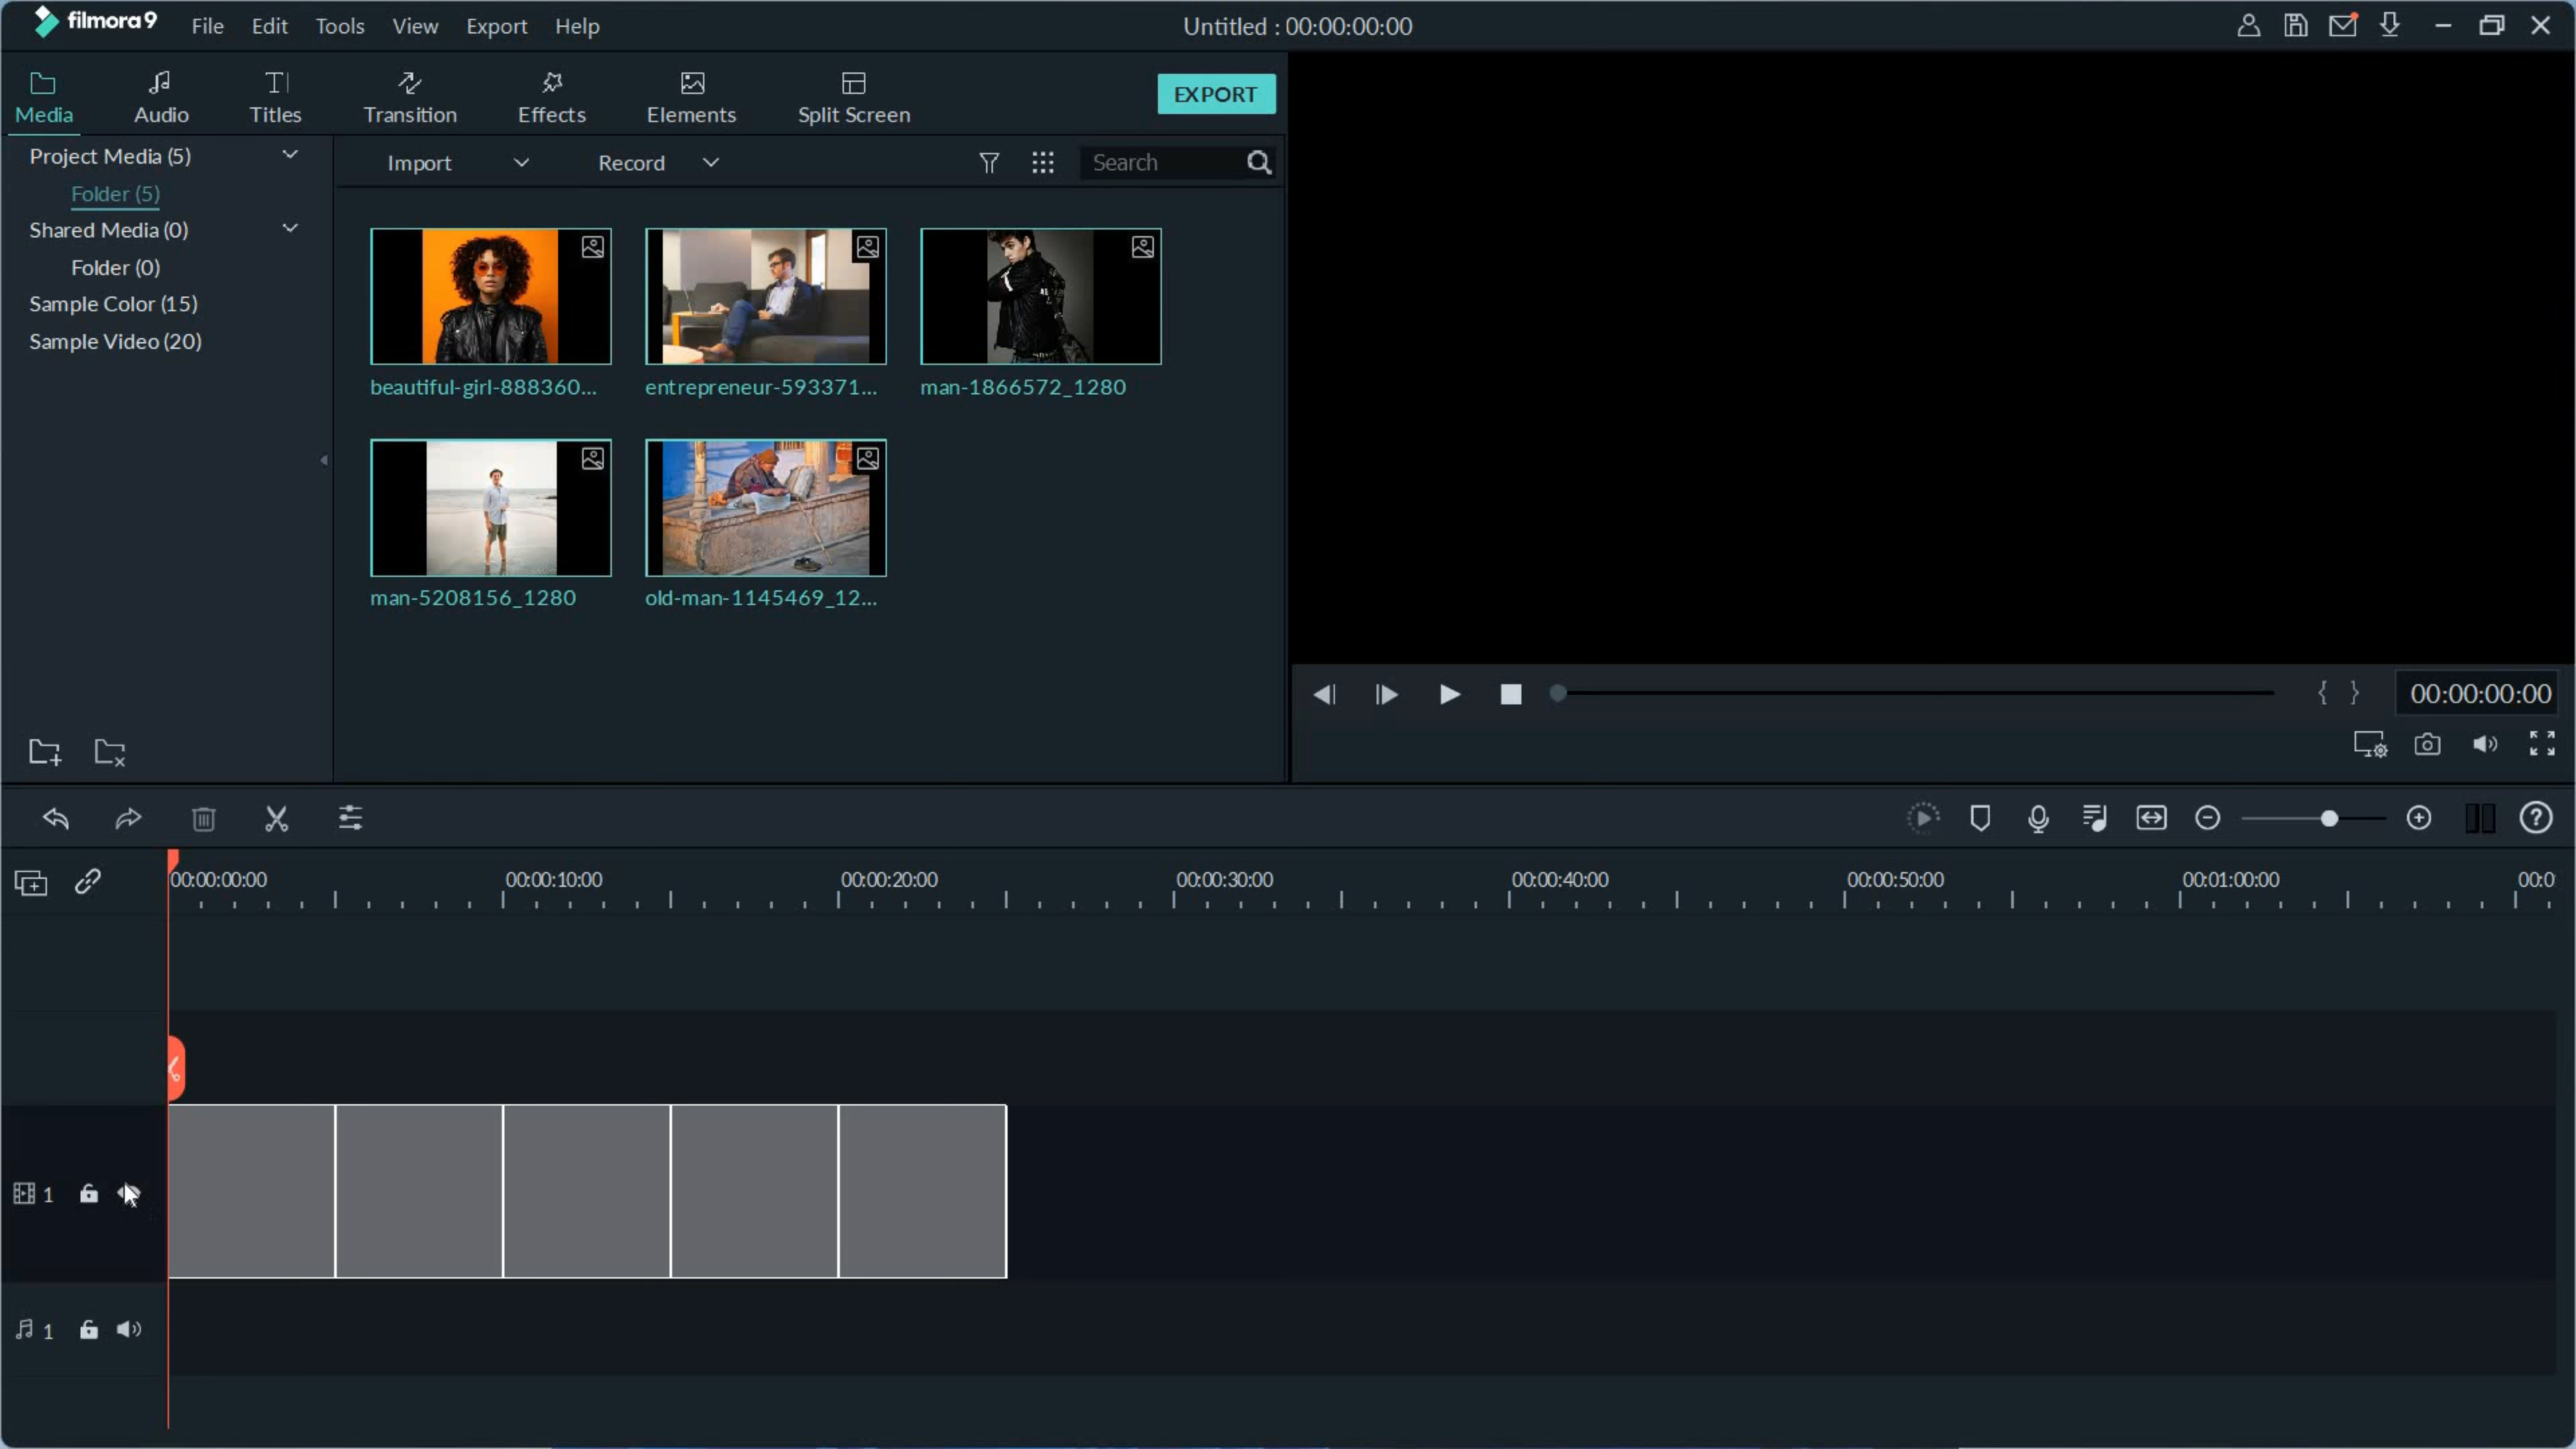 filmora9 File Edit Tools View Export Help Untitled : 00:00:00:00
Media Audio Titles Transition Effects Elements Split Screen EXPORT
Project Media (5)
Folder (5)
Shared Media (0)
Folder (0)
Sample Color (15)
Sample Video (20)
Import Record Search
beautiful-girl-888360... entrepreneur-593371... man-1866572_1280
man-5208156_1280 old-man-1145469_12...
{ } 00:00:00:00
00:00:00:00 00:00:10:00 00:00:20:00 00:00:30:00 00:00:40:00 00:00:50:00 00:01:00:00 00:0
1
1